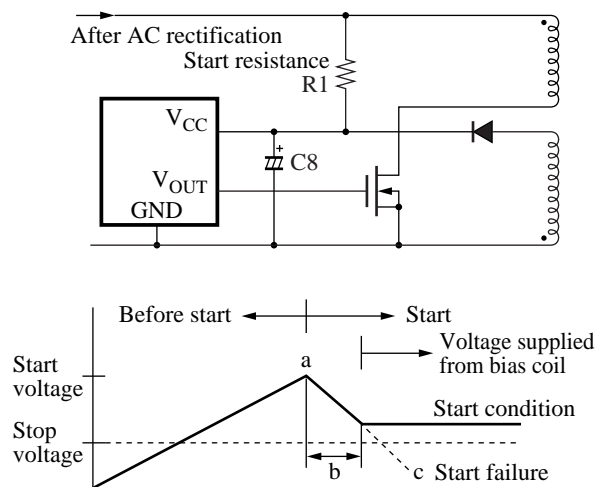 After AC rectification
Start resistance
R1
VCC
C8
+
VOUT
GND
Before start
Start
Voltage supplied
from bias coil
Start
voltage
a
Start condition
Stop
voltage
b
c
Start failure